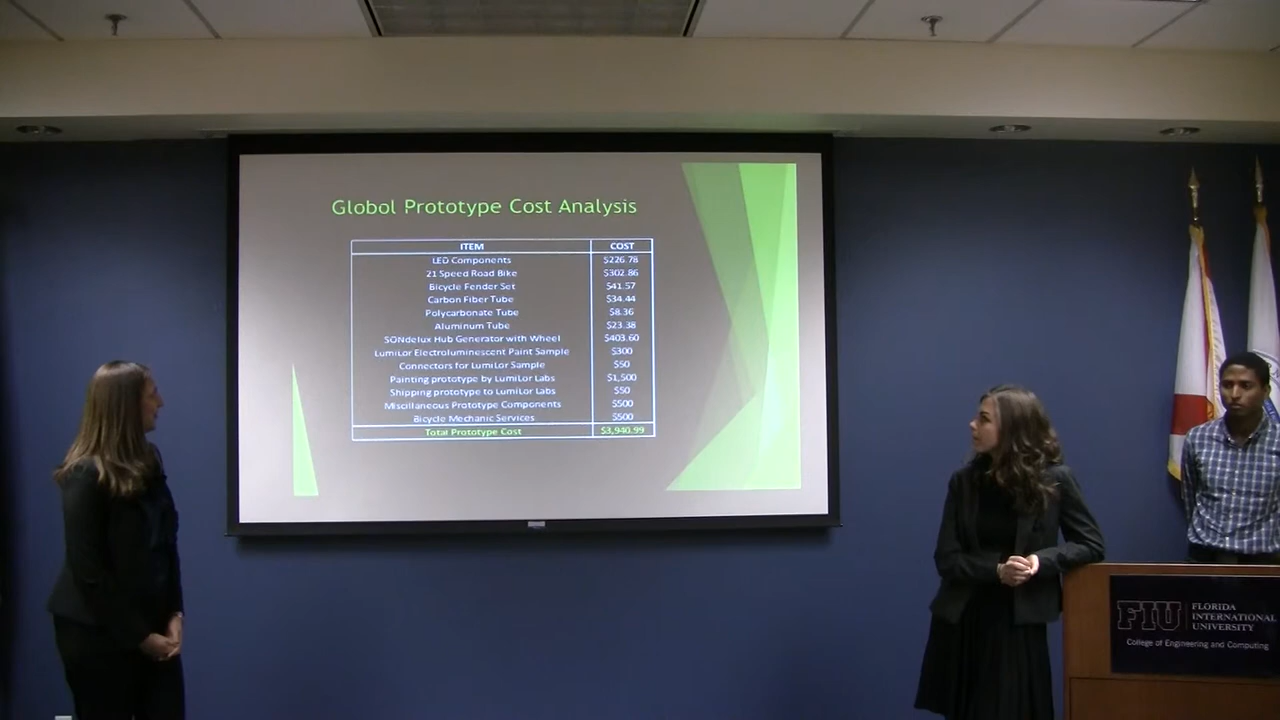 Global Prototype Cost Analysis
ITEM COST
LED Components $226.78
21 Speed Road Bike $302.86
Bicycle Fender Set $41.57
Carbon Fiber Tube $34.44
Polycarbonate Tube $8.36
Aluminum Tube $23.38
SONdelux Hub Generator with Wheel $403.60
LumiLor Electroluminescent Paint Sample $300
Connectors for LumiLor Sample $50
Painting prototype by LumiLor Labs $1,500
Shipping prototype to LumiLor Labs $50
Miscellaneous Prototype Components $500
Bicycle Mechanic Services $500
Total Prototype Cost $3,940.99
FIU
FLORIDA
INTERNATIONAL
UNIVERSITY
College of Engineering and Computing